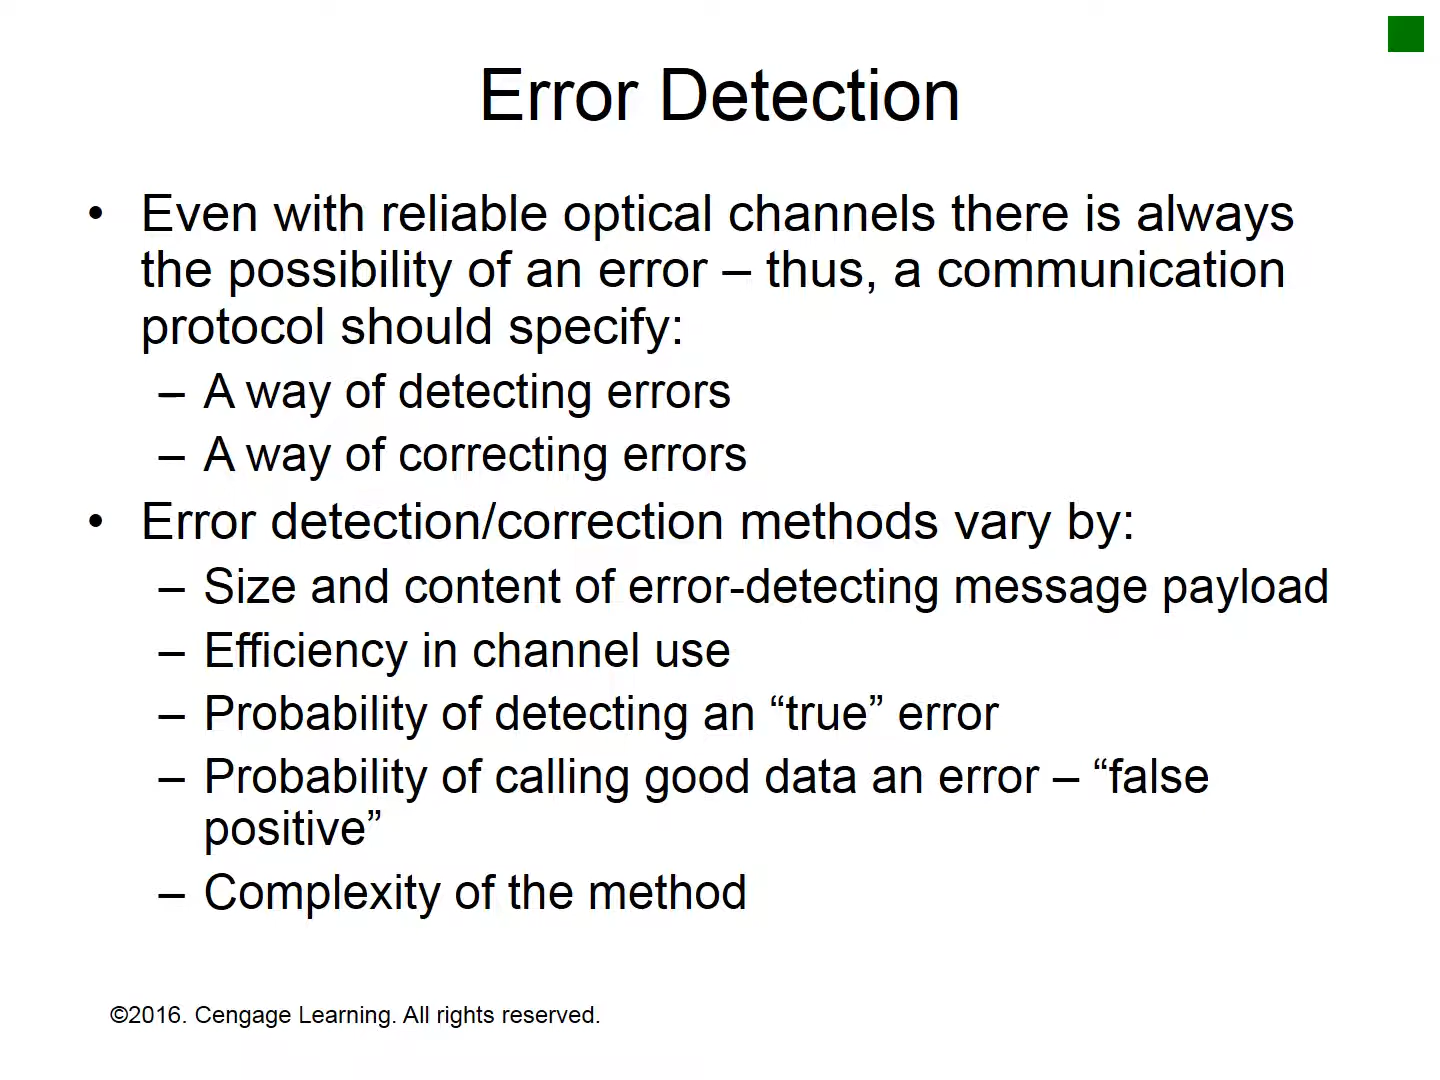 Error Detection
• Even with reliable optical channels there is always
the possibility of an error – thus, a communication
protocol should specify:
– A way of detecting errors
– A way of correcting errors
• Error detection/correction methods vary by:
– Size and content of error-detecting message payload
– Efficiency in channel use
– Probability of detecting an “true” error
– Probability of calling good data an error – “false
positive”
– Complexity of the method
©2016. Cengage Learning. All rights reserved.